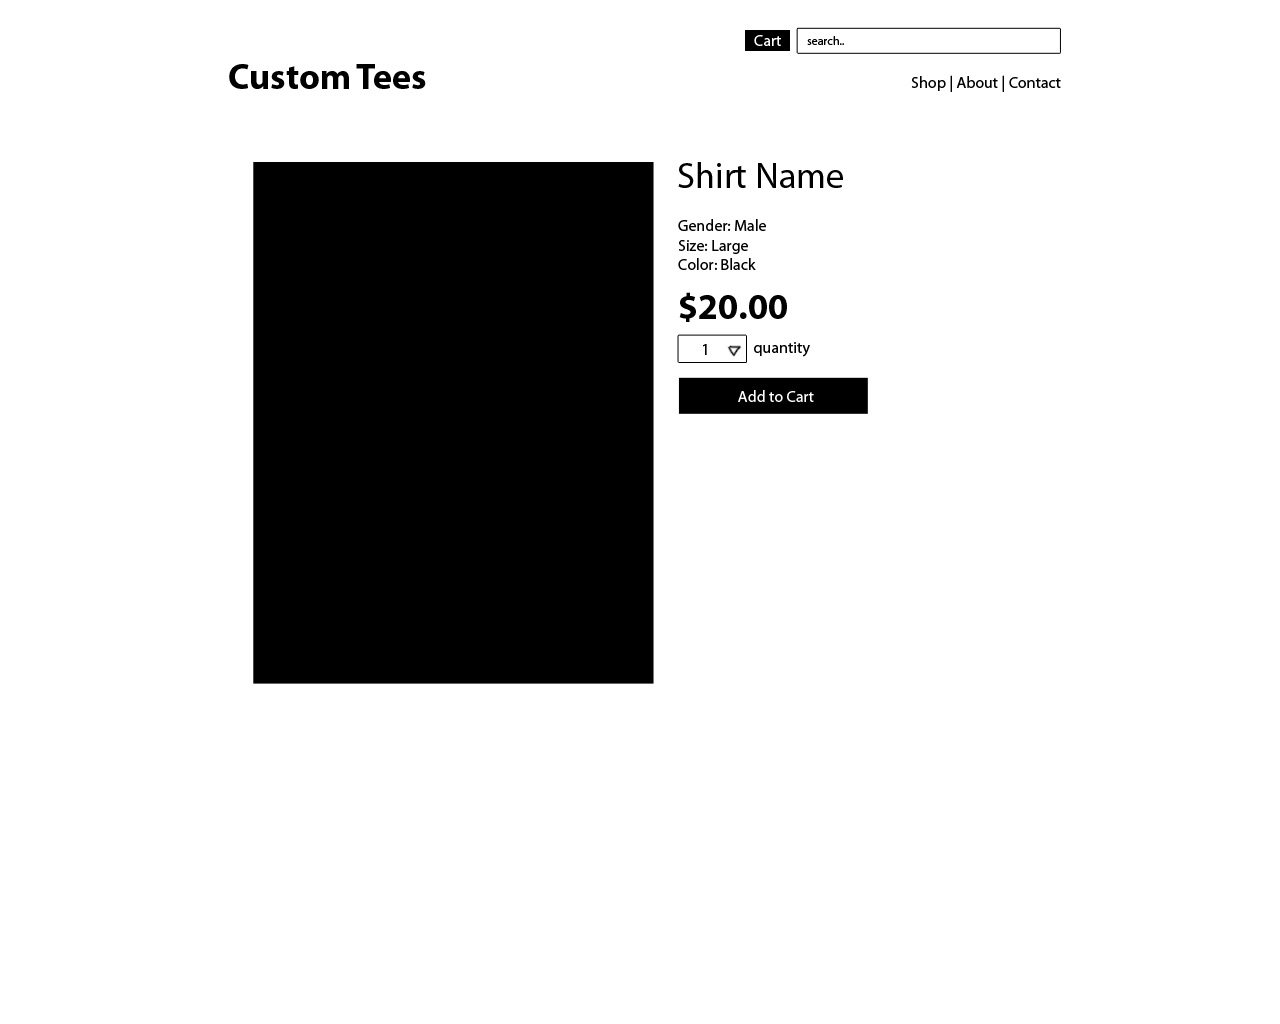 Cart
search..
Custom Tees
Shop | About | Contact
Shirt Name
Gender: Male
Size: Large
Color: Black
$20.00
1
quantity
Add to Cart